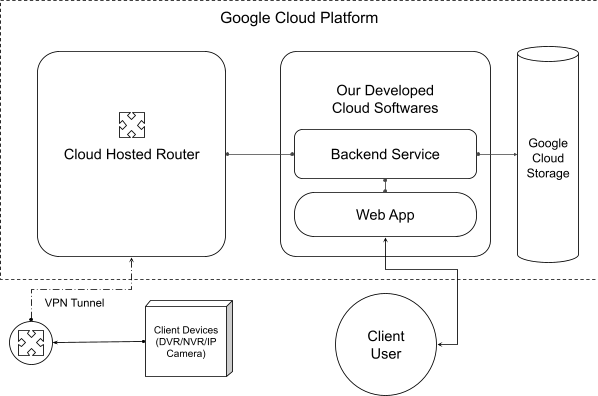 Google Cloud Platform
Our Developed
Cloud Softwares
Cloud Hosted Router
Backend Service
Google
Cloud
Storage
Web App
VPN Tunnel
Client Devices
(DVR/NVR/IP
Camera)
Client
User